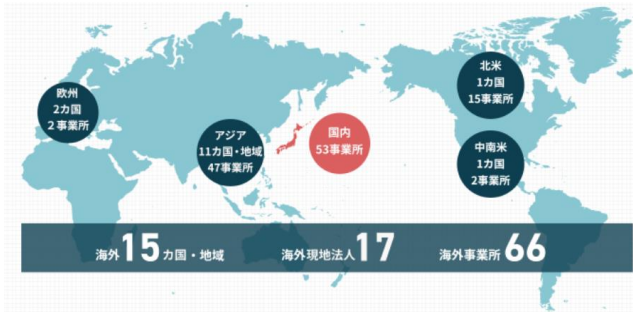 欧州
2カ国
2事業所
アジア
11カ国・地域
47事業所
国内
53事業所
北米
1カ国
15事業所
中南米
1カ国
2事業所
海外15カ国・地域
海外現地法人17
海外事業所66